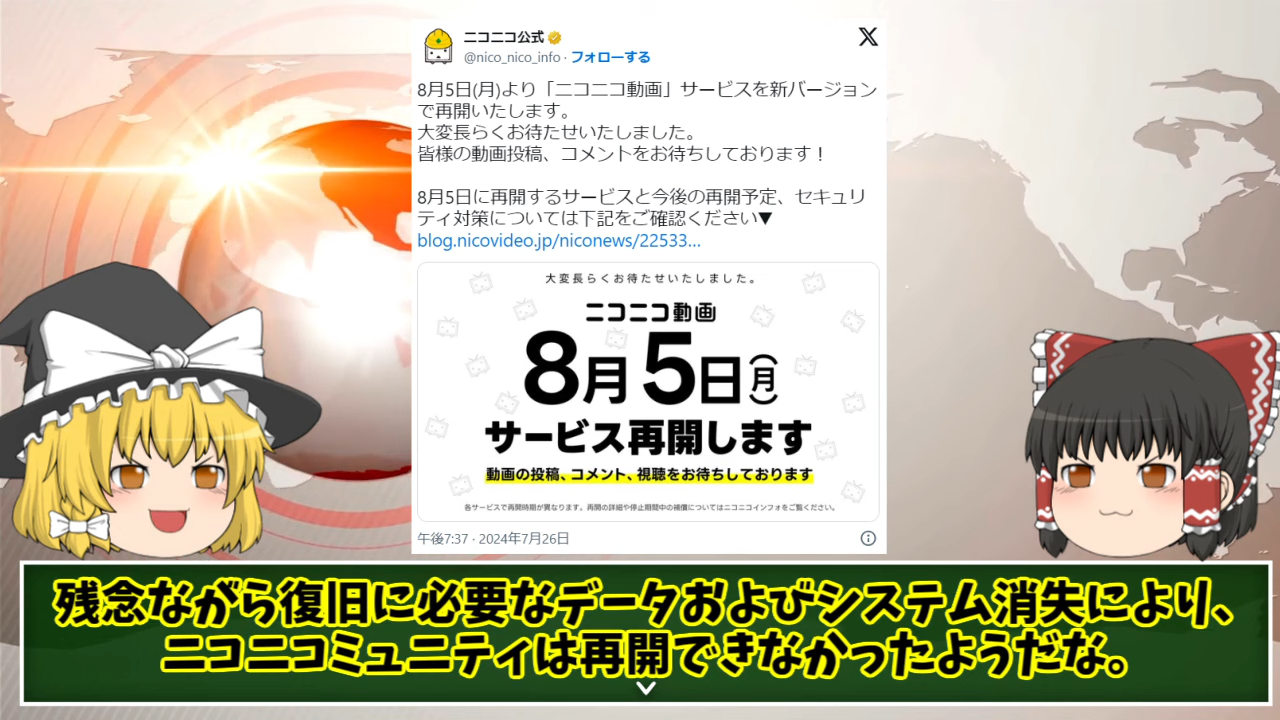 ニコニコ公式
@nico_nico_info · フォローする
8月5日(月)より「ニコニコ動画」サービスを新バージョン
で再開いたします。
大変長らくお待たせいたしました。
皆様の動画投稿、コメントをお待ちしております！
8月5日に再開するサービスと今後の再開予定、セキュリ
ティ対策については下記をご確認ください▼
blog.nicovideo.jp/niconews/22533...
大変長らくお待たせいたしました。
ニコニコ動画
8月5日(月)
サービス再開します
動画の投稿、コメント、視聴をお待ちしております
各サービスで再開時期が異なります。再開の詳細や停止期間中の補償についてはニコニコインフォをご覧ください。
午後7:37 · 2024年7月26日
残念ながら復旧に必要なデータおよびシステム消失により、
ニコニコミュニティは再開できなかったようだな。